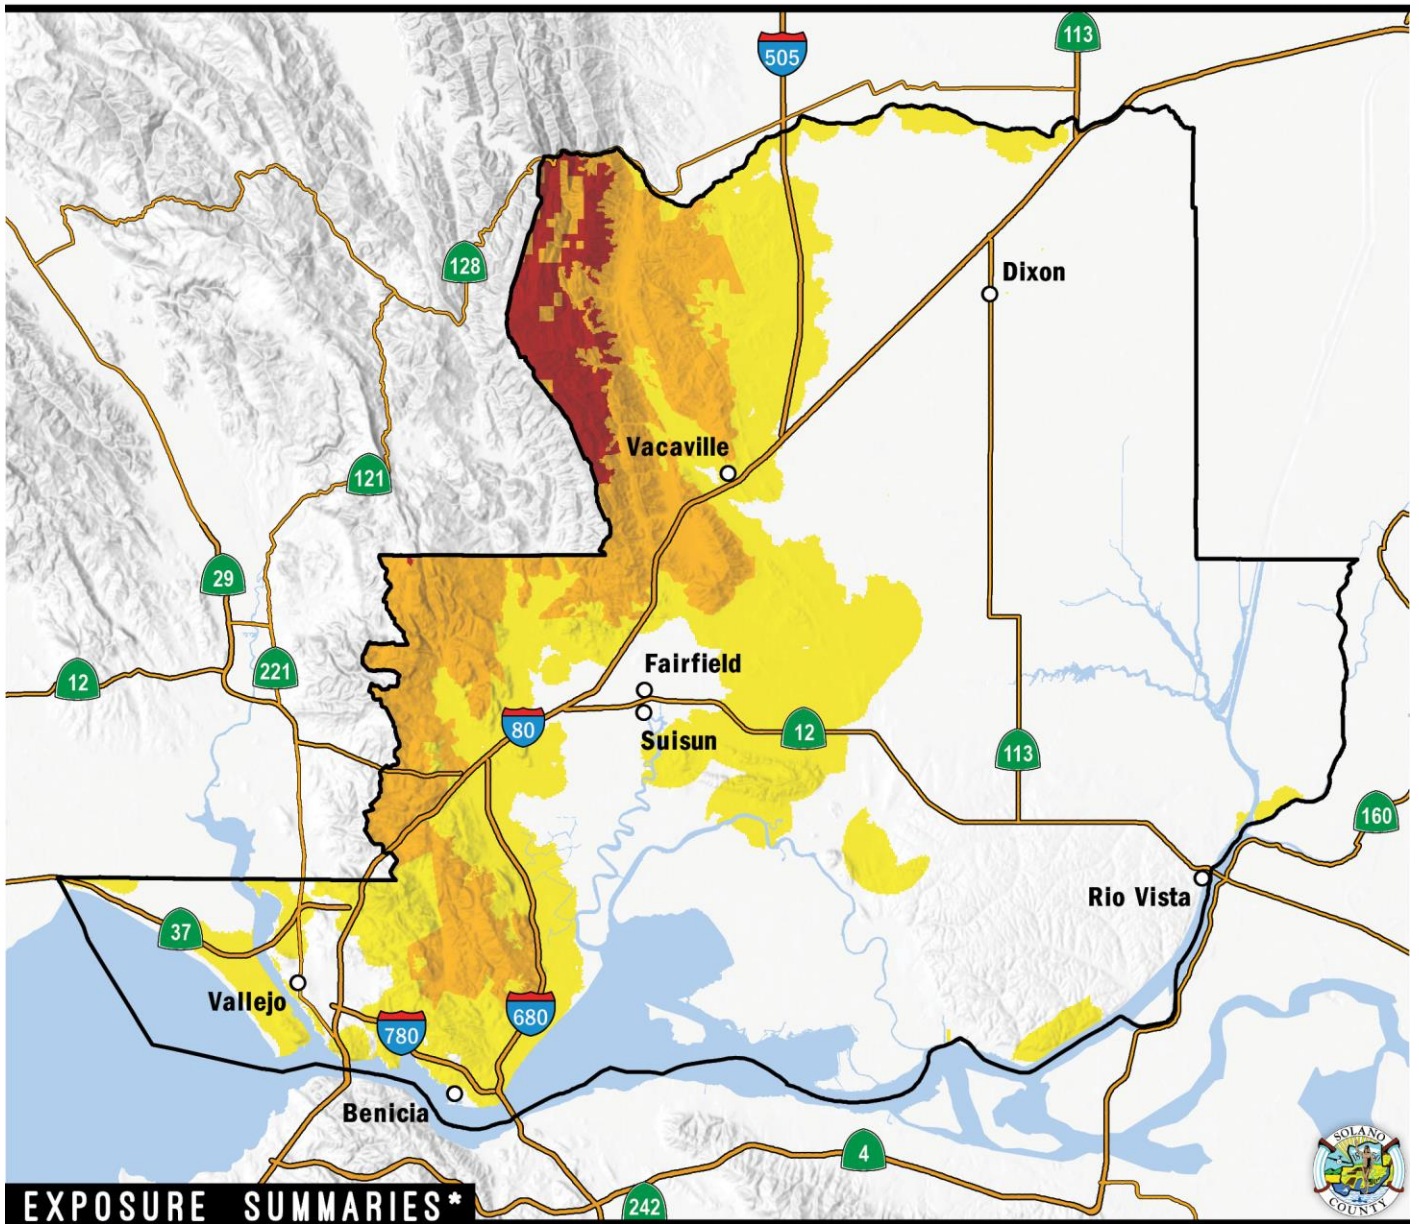 505
113
128
Dixon
Vacaville
121
29
12
221
Fairfield
80
Suisun
12
113
160
Rio Vista
37
Vallejo
780
680
Benicia
4
242
SOLANO
COUNTY
EXPOSURE SUMMARIES*